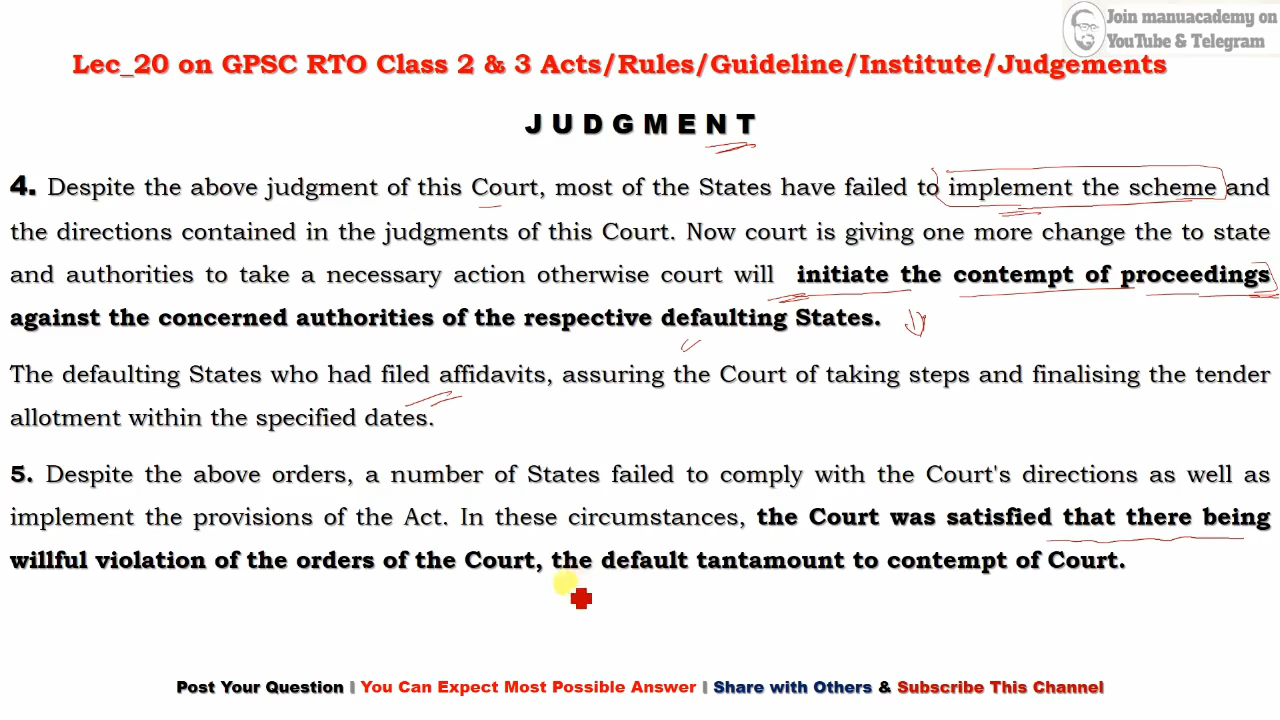 Join manuacademy on
YouTube & Telegram
Lec_20 on GPSC RTO Class 2 & 3 Acts/Rules/Guideline/Institute/Judgements
JUDGMENT
4. Despite the above judgment of this Court, most of the States have failed to implement the scheme and
the directions contained in the judgments of this Court. Now court is giving one more change the to state
and authorities to take a necessary action otherwise court will initiate the contempt of proceedings
against the concerned authorities of the respective defaulting States.
The defaulting States who had filed affidavits, assuring the Court of taking steps and finalising the tender
allotment within the specified dates.
5. Despite the above orders, a number of States failed to comply with the Court's directions as well as
implement the provisions of the Act. In these circumstances, the Court was satisfied that there being
willful violation of the orders of the Court, the default tantamount to contempt of Court.
Post Your Question | You Can Expect Most Possible Answer | Share with Others & Subscribe This Channel